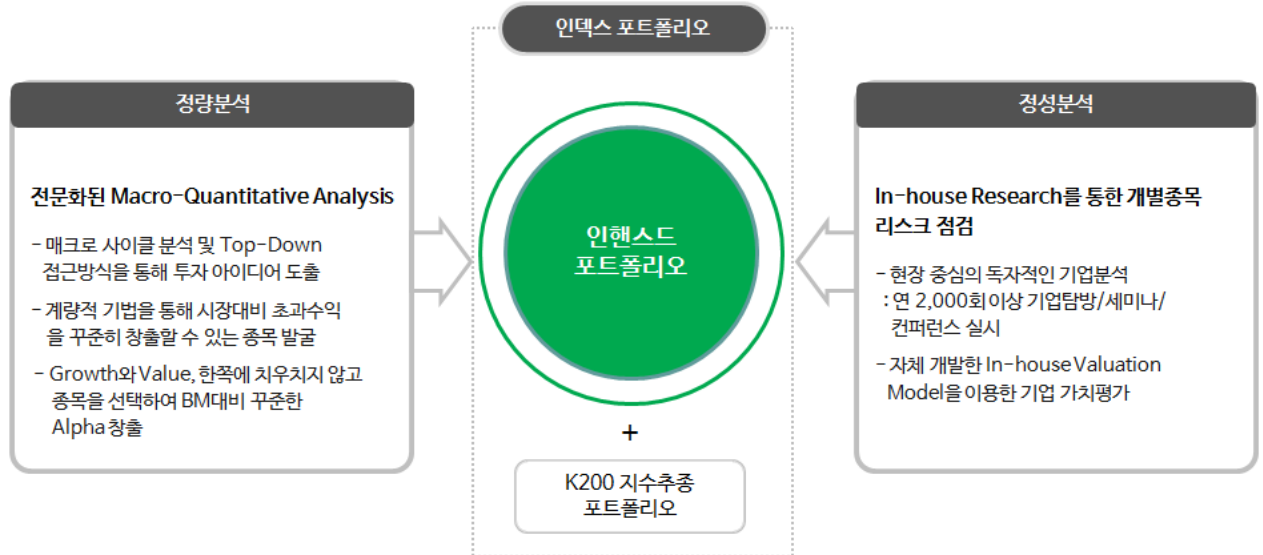 인덱스 포트폴리오
정량분석
전문화된 Macro-Quantitative Analysis
- 매크로 사이클 분석 및 Top-Down
접근방식을 통해 투자 아이디어 도출
- 계량적 기법을 통해 시장대비 초과수익
을 꾸준히 창출할 수 있는 종목 발굴
- Growth와 Value, 한쪽에 치우치지 않고
종목을 선택하여 BM대비 꾸준한
Alpha 창출
인핸스드
포트폴리오
+
K200 지수추종
포트폴리오
정성분석
In-house Research를 통한 개별종목
리스크 점검
- 현장 중심의 독자적인 기업분석
: 연 2,000회 이상 기업탐방/세미나/
컨퍼런스 실시
- 자체 개발한 In-house Valuation
Model을 이용한 기업 가치평가